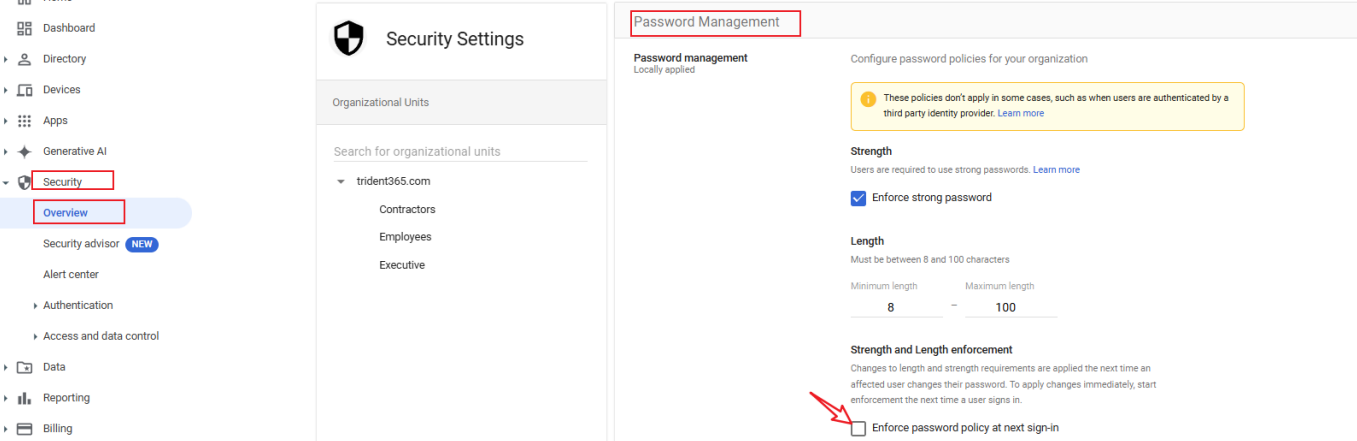 Home
Dashboard
Directory
Devices
Apps
Generative AI
Security
Overview
Security advisor NEW
Alert center
Authentication
Access and data control
Data
Reporting
Billing
Security Settings
Organizational Units
Search for organizational units
trident365.com
Contractors
Employees
Executive
Password Management
Password management
Locally applied
Configure password policies for your organization
These policies don't apply in some cases, such as when users are authenticated by a
third party identity provider. Learn more
Strength
Users are required to use strong passwords. Learn more
Enforce strong password
Length
Must be between 8 and 100 characters
Minimum length
Maximum length
8 – 100
Strength and Length enforcement
Changes to length and strength requirements are applied the next time an
affected user changes their password. To apply changes immediately, start
enforcement the next time a user signs in.
Enforce password policy at next sign-in